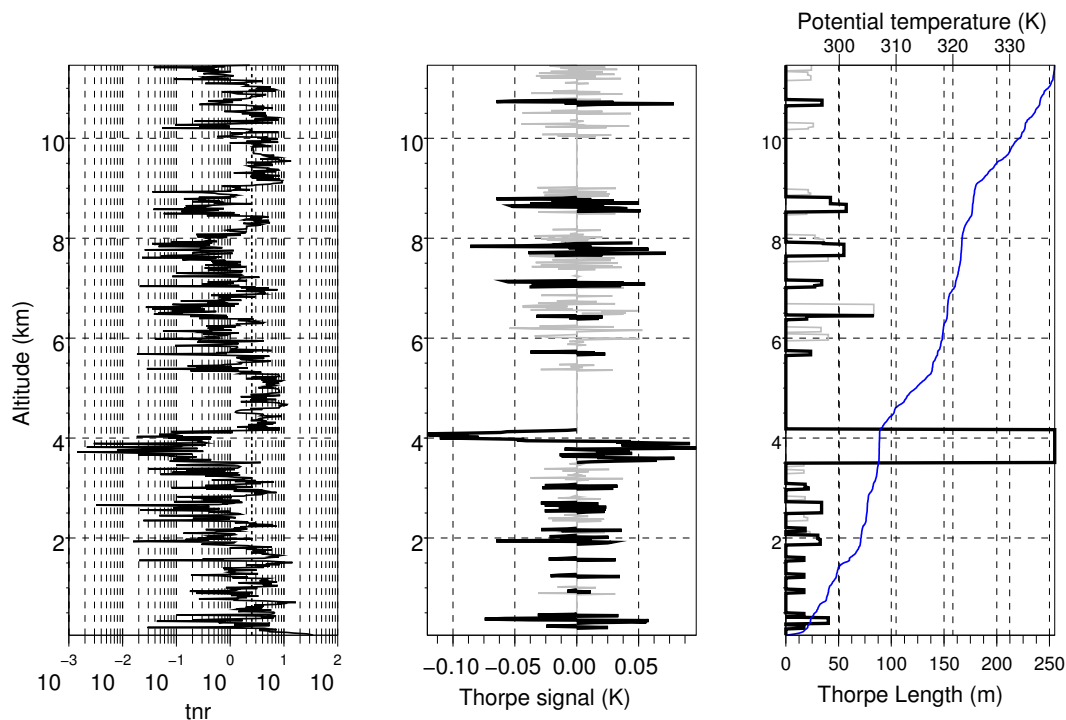 Potential temperature (K)
300 310 320 330
10
8
6
4
2
Altitude (km)
10
8
6
4
2
10
8
6
4
2
−3 −2 −1 0 1 2
10 10 10 10 10 10
tnr
−0.10 −0.05 0.00 0.05
Thorpe signal (K)
0 50 100 150 200 250
Thorpe Length (m)